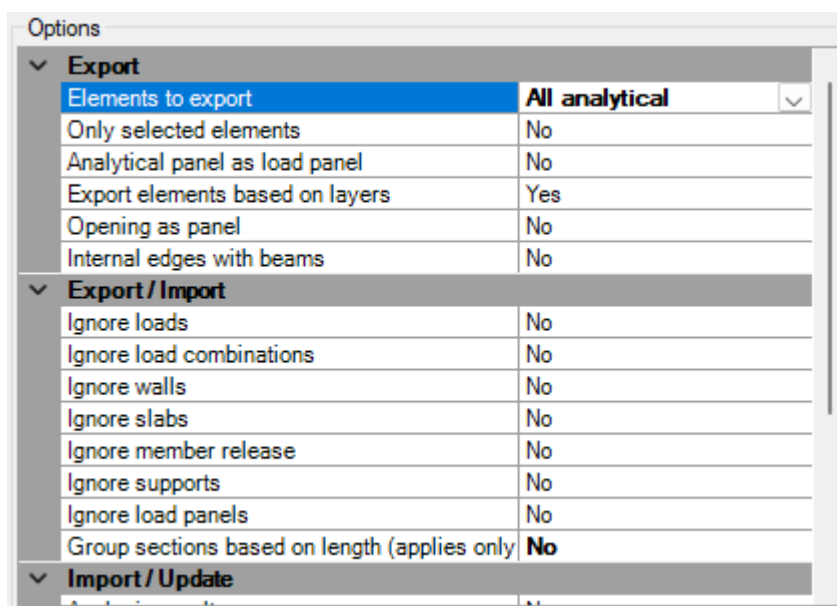 Options
Export
Elements to export All analytical
Only selected elements No
Analytical panel as load panel No
Export elements based on layers Yes
Opening as panel No
Internal edges with beams No
Export / Import
Ignore loads No
Ignore load combinations No
Ignore walls No
Ignore slabs No
Ignore member release No
Ignore supports No
Ignore load panels No
Group sections based on length (applies only No
Import / Update